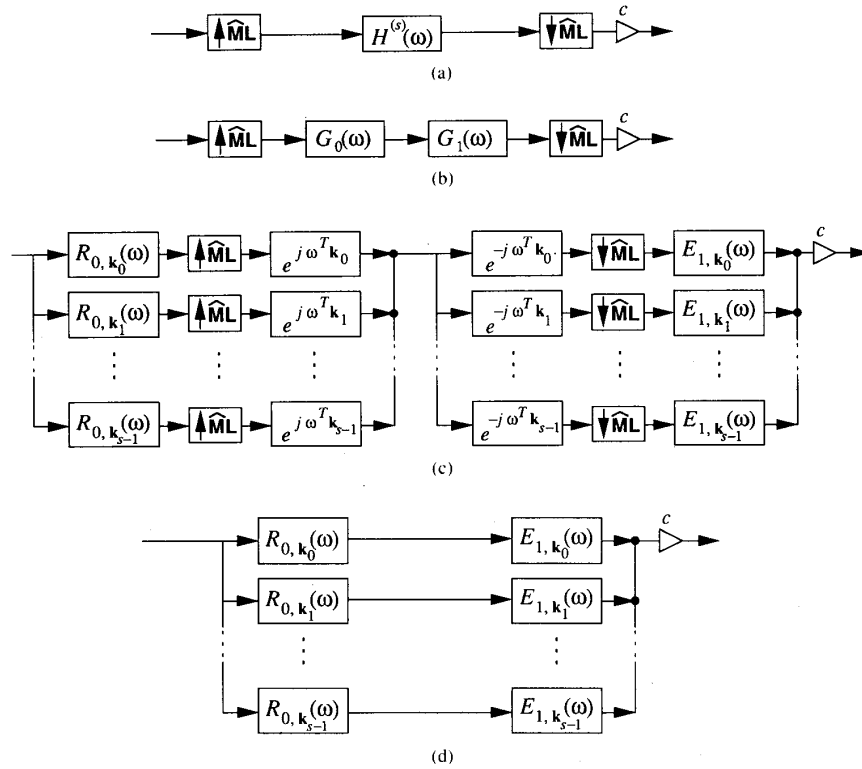 c
↑M̂L H^(s)(ω) ↓M̂L
(a)
c
↑M̂L G_0(ω) G_1(ω) ↓M̂L
(b)
c
R_{0, k_0}(ω) ↑M̂L e^{jω^T k_0} e^{-jω^T k_0} ↓M̂L E_{1, k_0}(ω)
R_{0, k_1}(ω) ↑M̂L e^{jω^T k_1} e^{-jω^T k_1} ↓M̂L E_{1, k_1}(ω)
R_{0, k_{s-1}}(ω) ↑M̂L e^{jω^T k_{s-1}} e^{-jω^T k_{s-1}} ↓M̂L E_{1, k_{s-1}}(ω)
(c)
c
R_{0, k_0}(ω) E_{1, k_0}(ω)
R_{0, k_1}(ω) E_{1, k_1}(ω)
R_{0, k_{s-1}}(ω) E_{1, k_{s-1}}(ω)
(d)